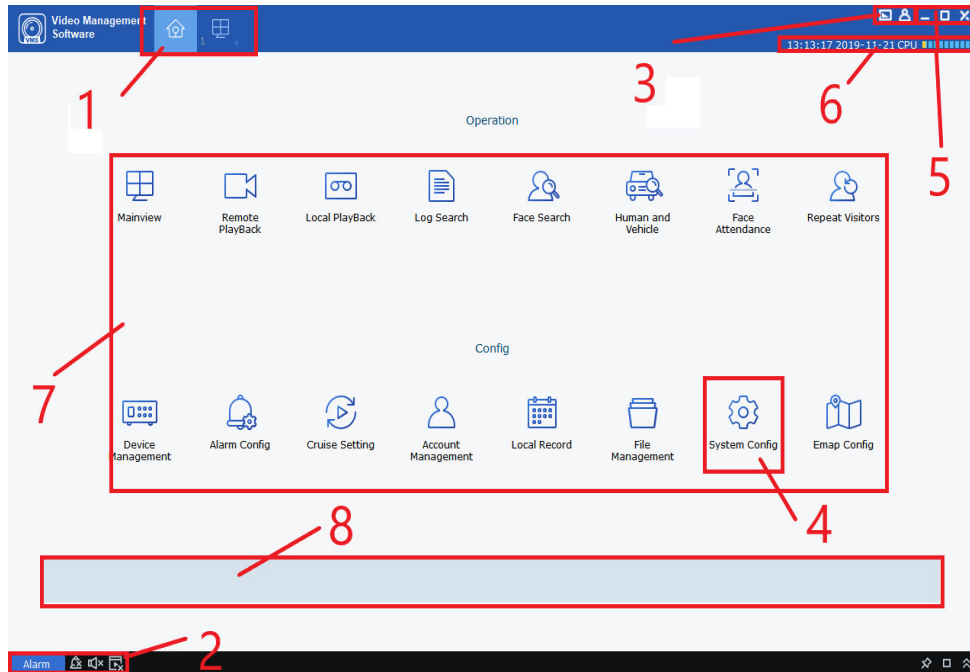 Video Management
Software
VMS
1
+
13:13:17 2019-11-21 CPU
1
3
6
5
Operation
Mainview
Remote
PlayBack
Local PlayBack
Log Search
Face Search
Human and
Vehicle
Face
Attendance
Repeat Visitors
7
Config
Device
Management
Alarm Config
Cruise Setting
Account
Management
Local Record
File
Management
System Config
Emap Config
4
8
2
Alarm